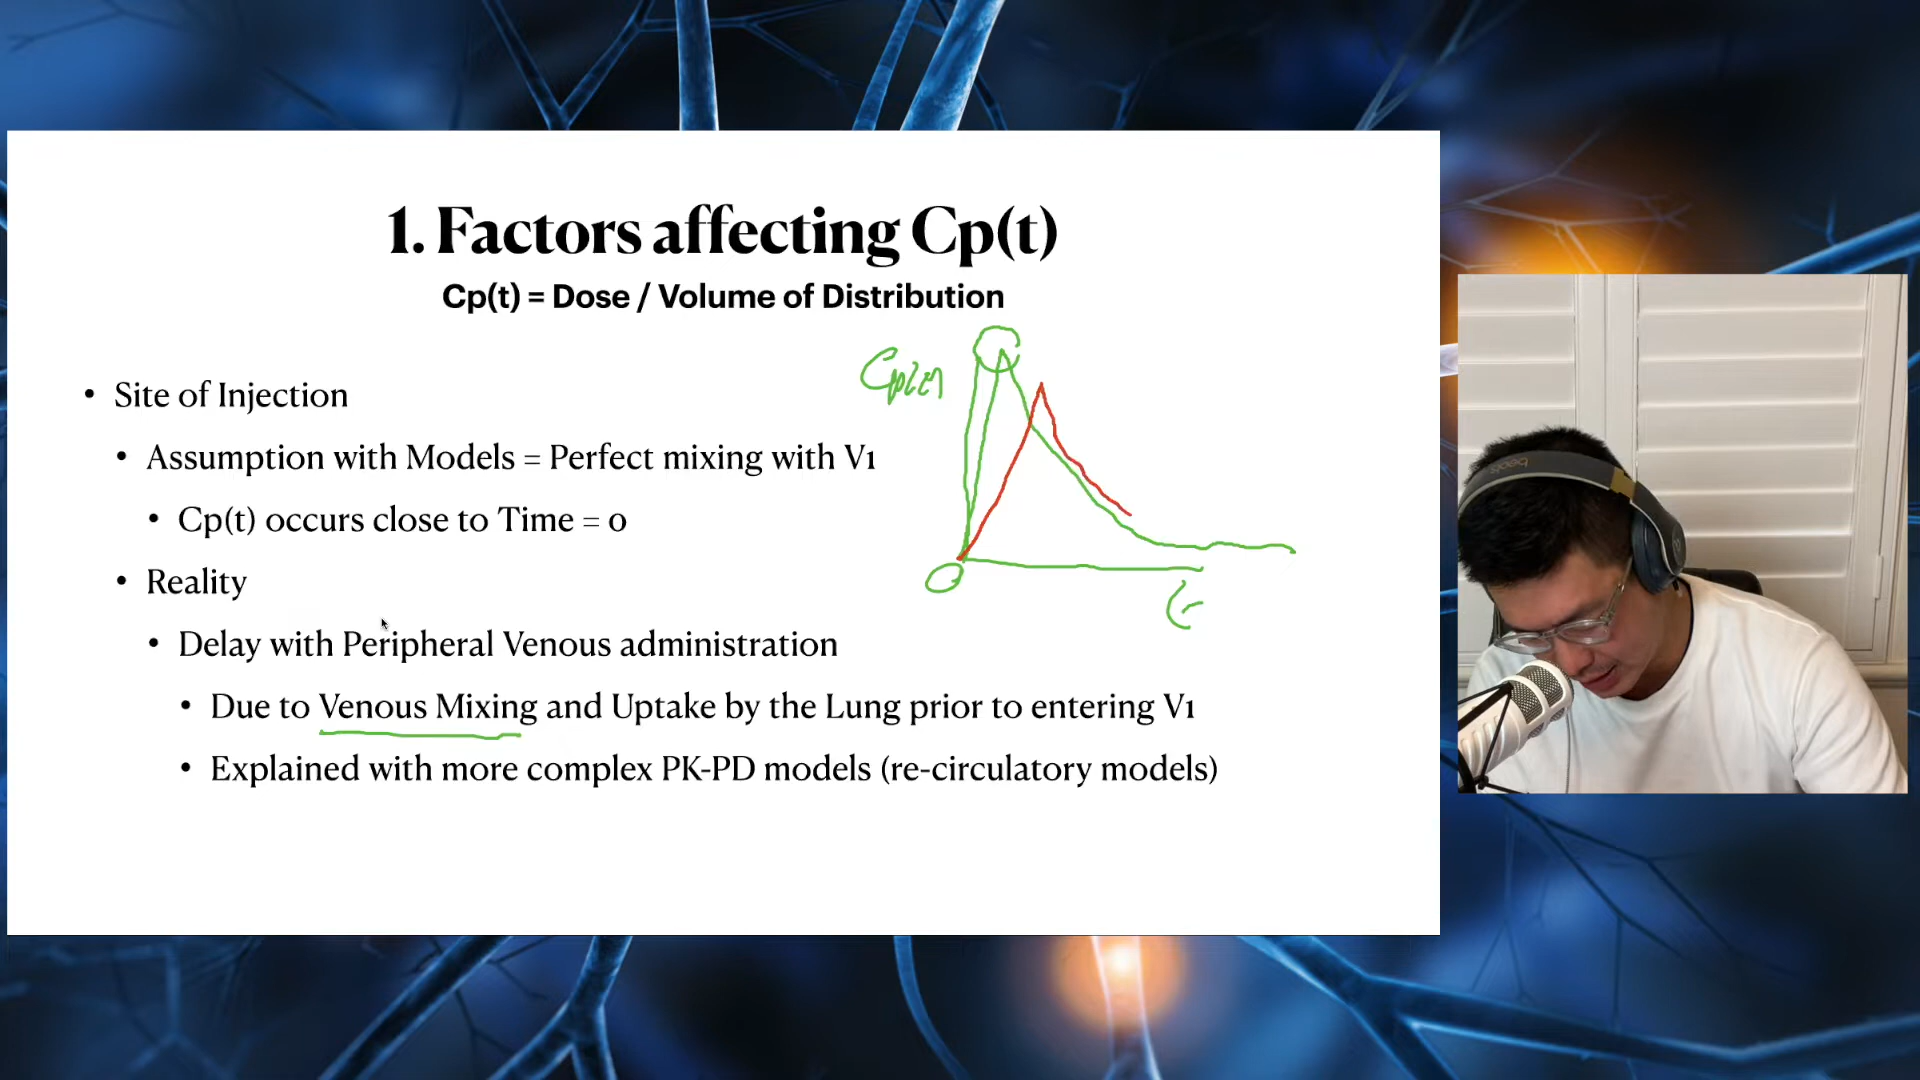 1. Factors affecting Cp(t)
Cp(t) = Dose / Volume of Distribution
• Site of Injection
• Assumption with Models = Perfect mixing with V1
• Cp(t) occurs close to Time = 0
• Reality
• Delay with Peripheral Venous administration
• Due to Venous Mixing and Uptake by the Lung prior to entering V1
• Explained with more complex PK-PD models (re-circulatory models)
0
beats